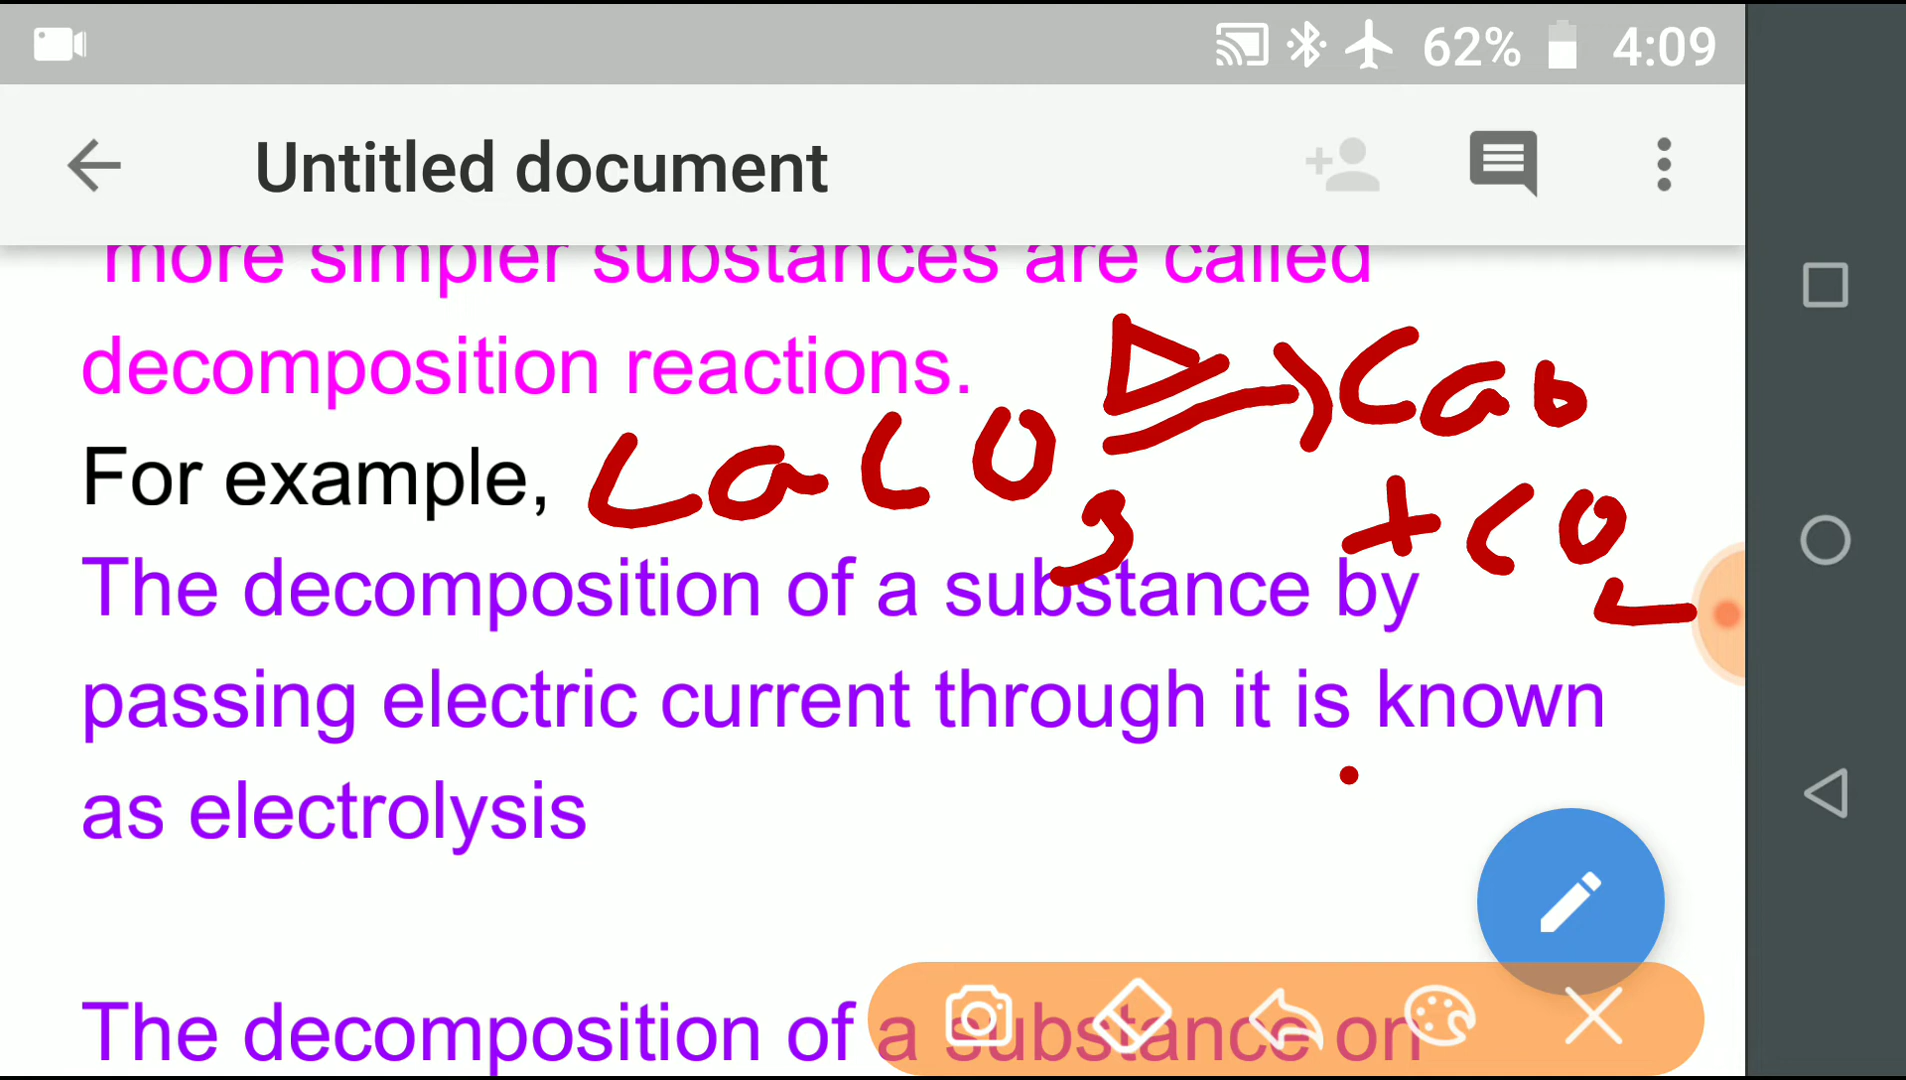 62% 4:09
Untitled document
more simpler substances are called
decomposition reactions.
For example, CaCO3 Δ→ CaO
+ CO2
The decomposition of a substance by
passing electric current through it is known
as electrolysis
The decomposition of a substance on